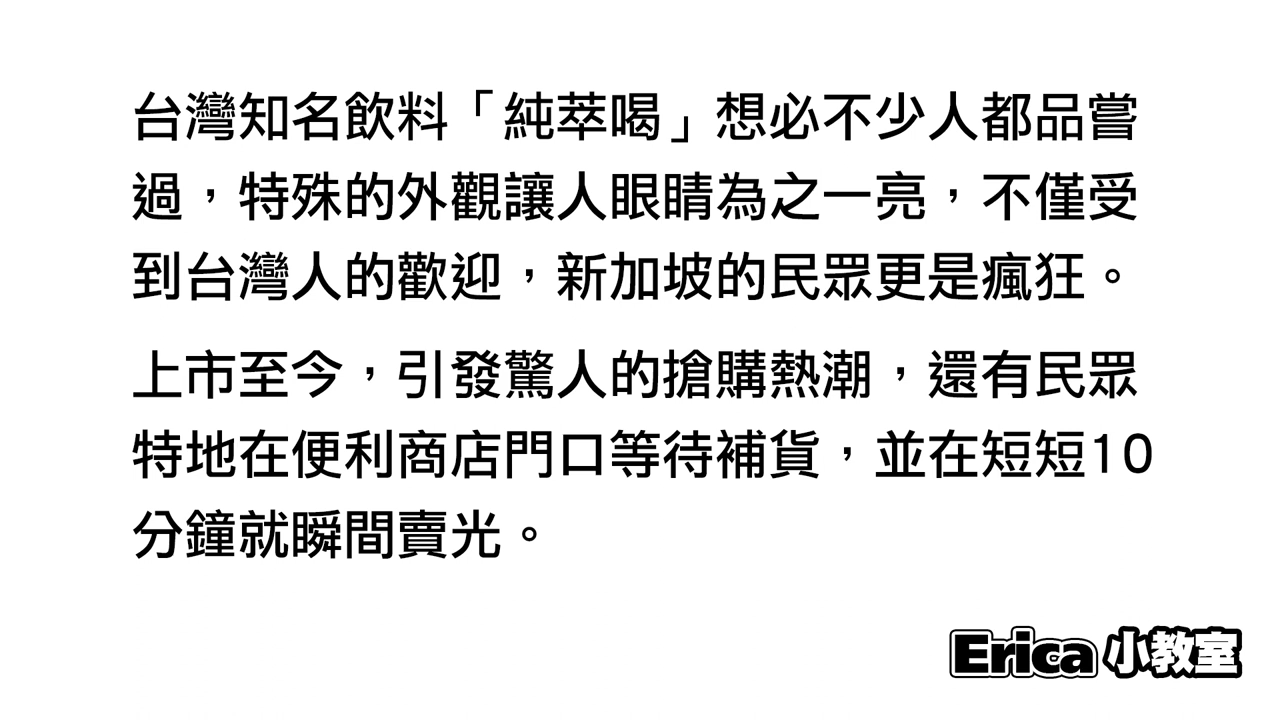 台灣知名飲料「純萃喝」想必不少人都品嘗
過，特殊的外觀讓人眼睛為之一亮，不僅受
到台灣人的歡迎，新加坡的民眾更是瘋狂。
上市至今，引發驚人的搶購熱潮，還有民眾
特地在便利商店門口等待補貨，並在短短10
分鐘就瞬間賣光。
Erica 小教室